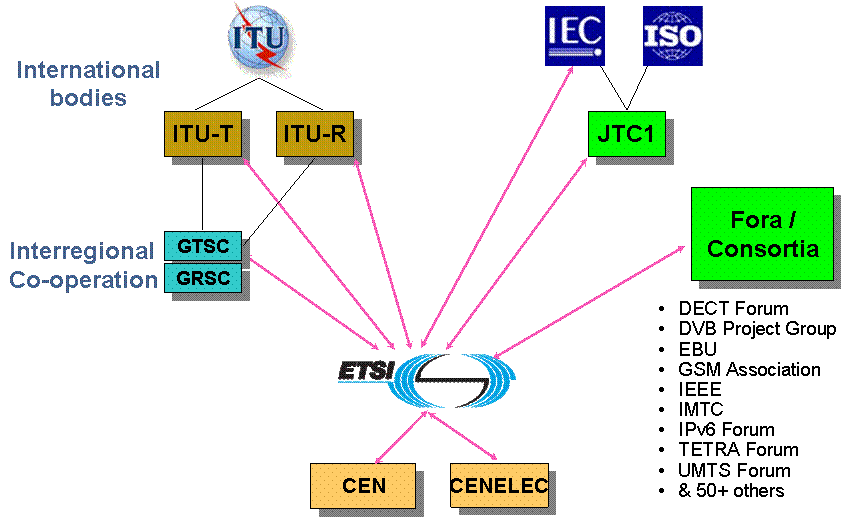 ITU
IEC
ISO
International
bodies
ITU-T
ITU-R
JTC1
Fora /
Consortia
Interregional
Co-operation
GTSC
GRSC
• DECT Forum
• DVB Project Group
• EBU
• GSM Association
• IEEE
• IMTC
• IPv6 Forum
• TETRA Forum
• UMTS Forum
• & 50+ others
ETSI
CEN
CENELEC